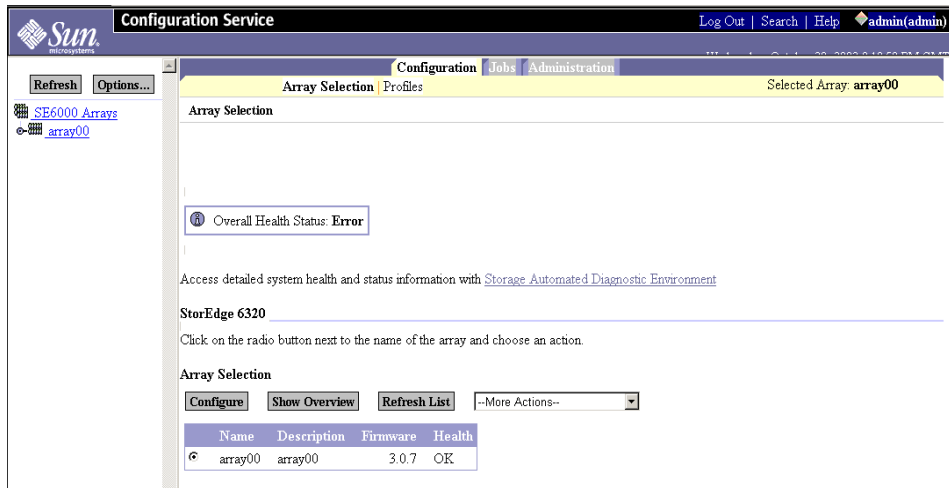 Configuration Service
Log Out | Search | Help admin(admin)
Sun
microsystems
Refresh Options...
SE6000 Arrays
array00
Configuration Jobs Administration
Array Selection | Profiles Selected Array: array00
Array Selection
Overall Health Status: Error
Access detailed system health and status information with Storage Automated Diagnostic Environment
StorEdge 6320
Click on the radio button next to the name of the array and choose an action.
Array Selection
Configure Show Overview Refresh List --More Actions--
Name Description Firmware Health
array00 array00 3.0.7 OK